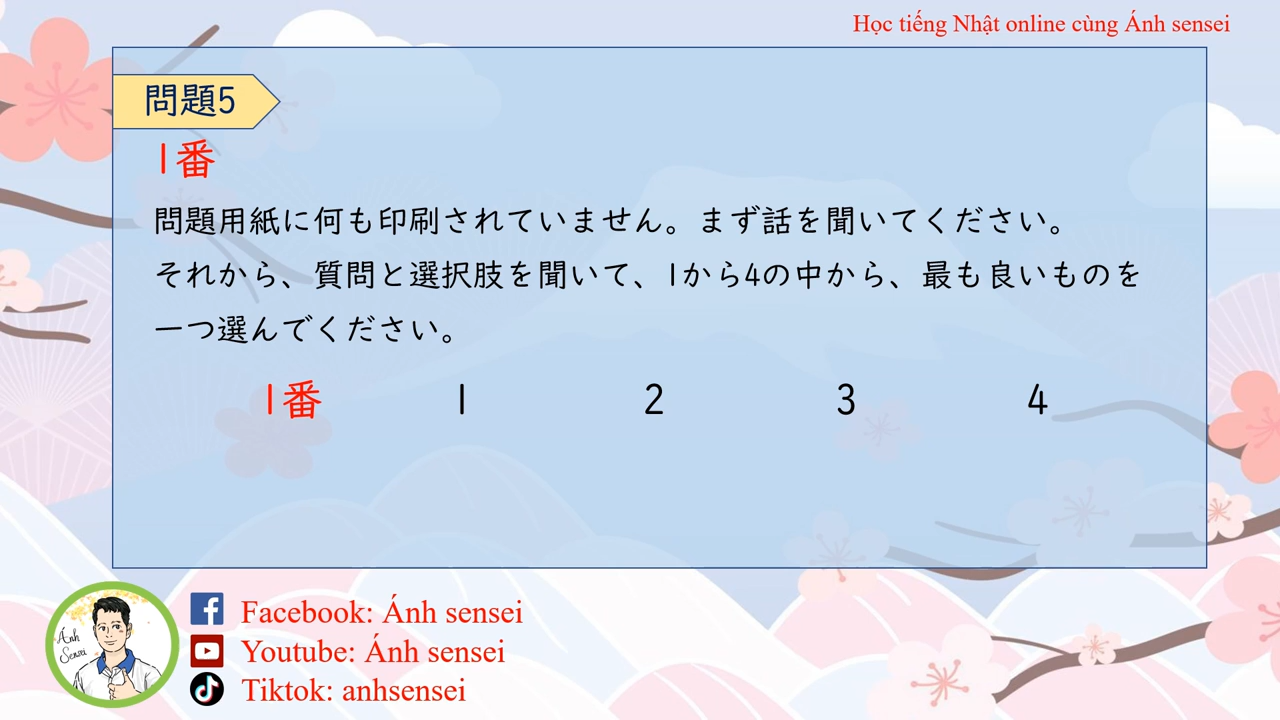 Học tiếng Nhật online cùng Ánh sensei
問題5
1番
問題用紙に何も印刷されていません。まず話を聞いてください。
それから、質問と選択肢を聞いて、1から4の中から、最も良いものを
一つ選んでください。
1番 1 2 3 4
Ánh
Sensei
Facebook: Ánh sensei
Youtube: Ánh sensei
Tiktok: anhsensei